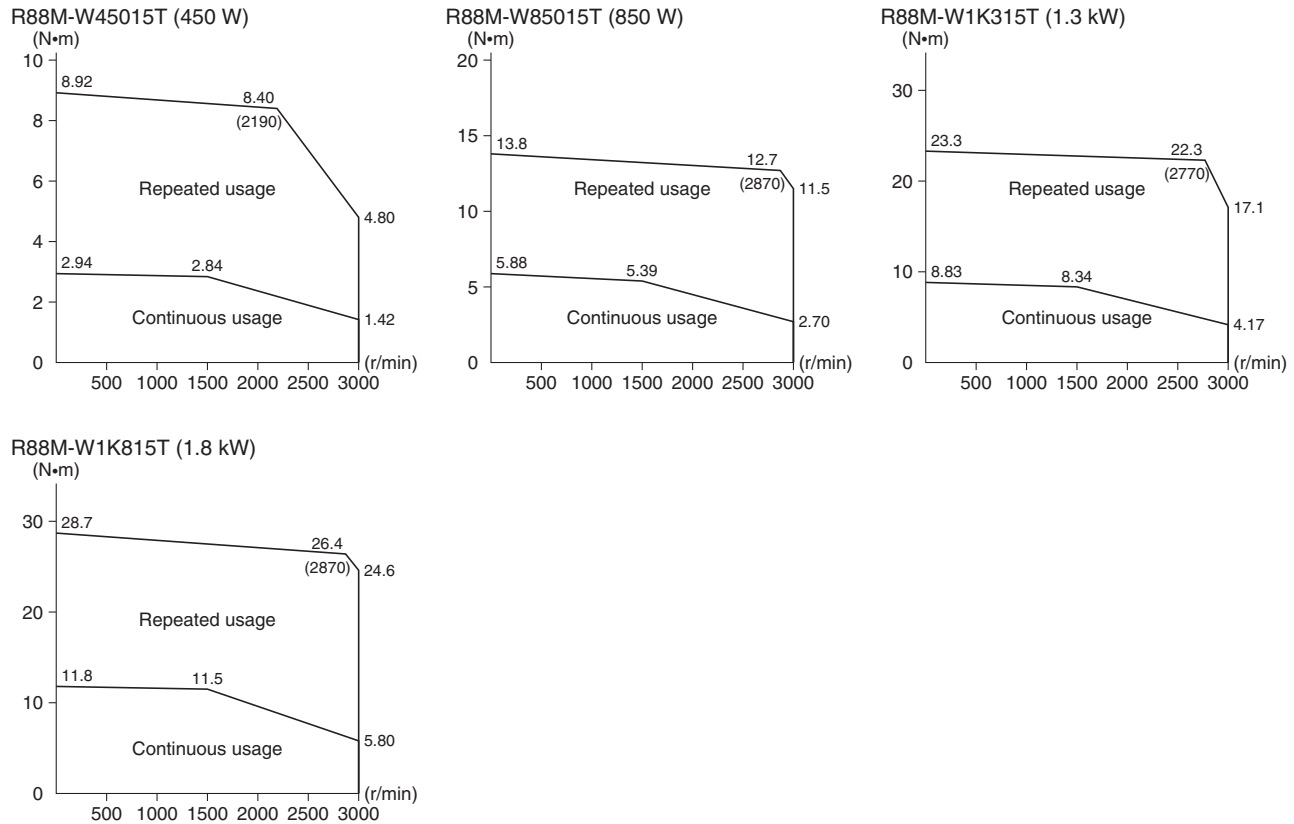 R88M-W45015T (450 W)
(N•m)
10
8
6
4
2
0
8.92
8.40
(2190)
Repeated usage
4.80
2.94
2.84
Continuous usage
1.42
(r/min)
500 1000 1500 2000 2500 3000
R88M-W85015T (850 W)
(N•m)
20
15
10
5
0
13.8
12.7
(2870)
11.5
Repeated usage
5.88
5.39
Continuous usage
2.70
(r/min)
500 1000 1500 2000 2500 3000
R88M-W1K315T (1.3 kW)
(N•m)
30
20
10
0
23.3
22.3
(2770)
Repeated usage
17.1
8.83
8.34
Continuous usage
4.17
(r/min)
500 1000 1500 2000 2500 3000
R88M-W1K815T (1.8 kW)
(N•m)
30
20
10
0
28.7
26.4
(2870)
24.6
Repeated usage
11.8
11.5
Continuous usage
5.80
(r/min)
500 1000 1500 2000 2500 3000